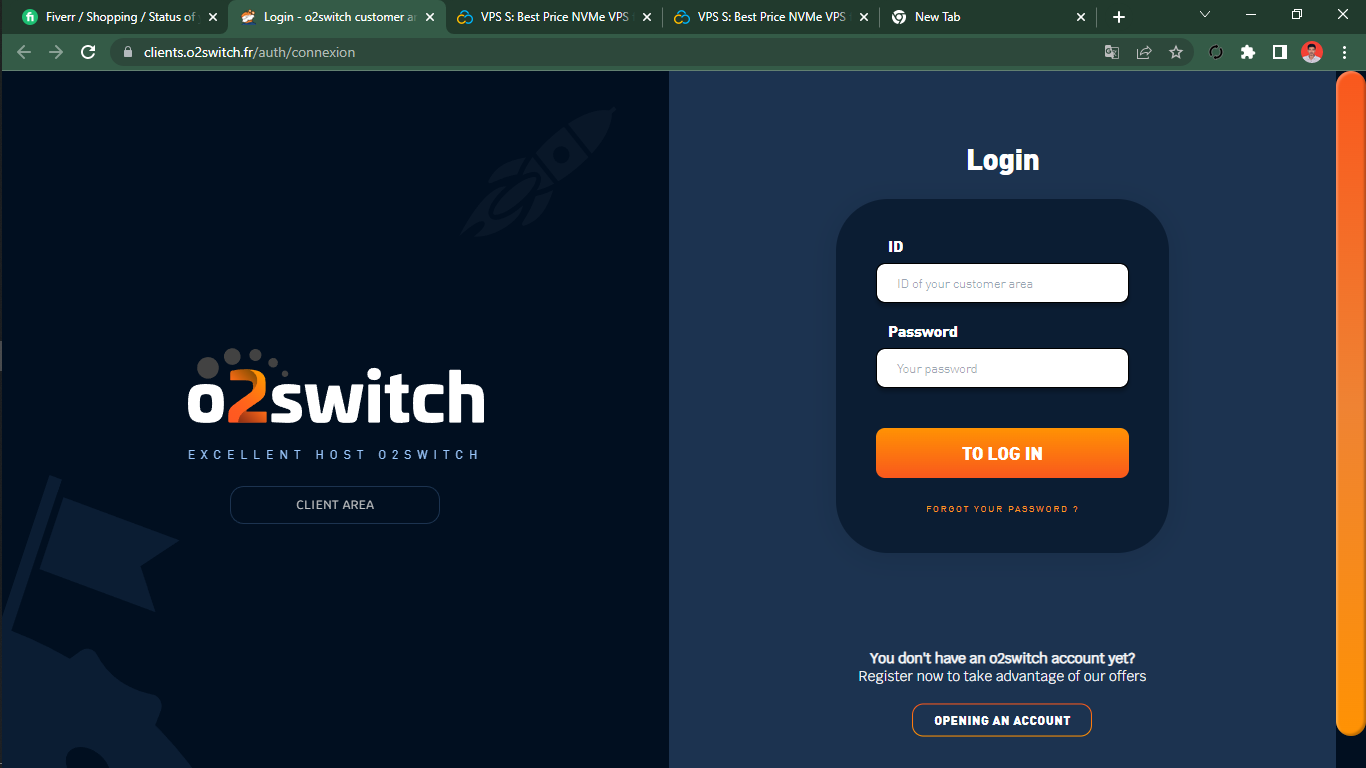 Fiverr / Shopping / Status of
Login - o2switch customer ar
VPS S: Best Price NVMe VPS
VPS S: Best Price NVMe VPS
New Tab
clients.o2switch.fr/auth/connexion
Login
ID
ID of your customer area
Password
Your password
TO LOG IN
FORGOT YOUR PASSWORD ?
o2switch
EXCELLENT HOST O2SWITCH
CLIENT AREA
You don't have an o2switch account yet?
Register now to take advantage of our offers
OPENING AN ACCOUNT